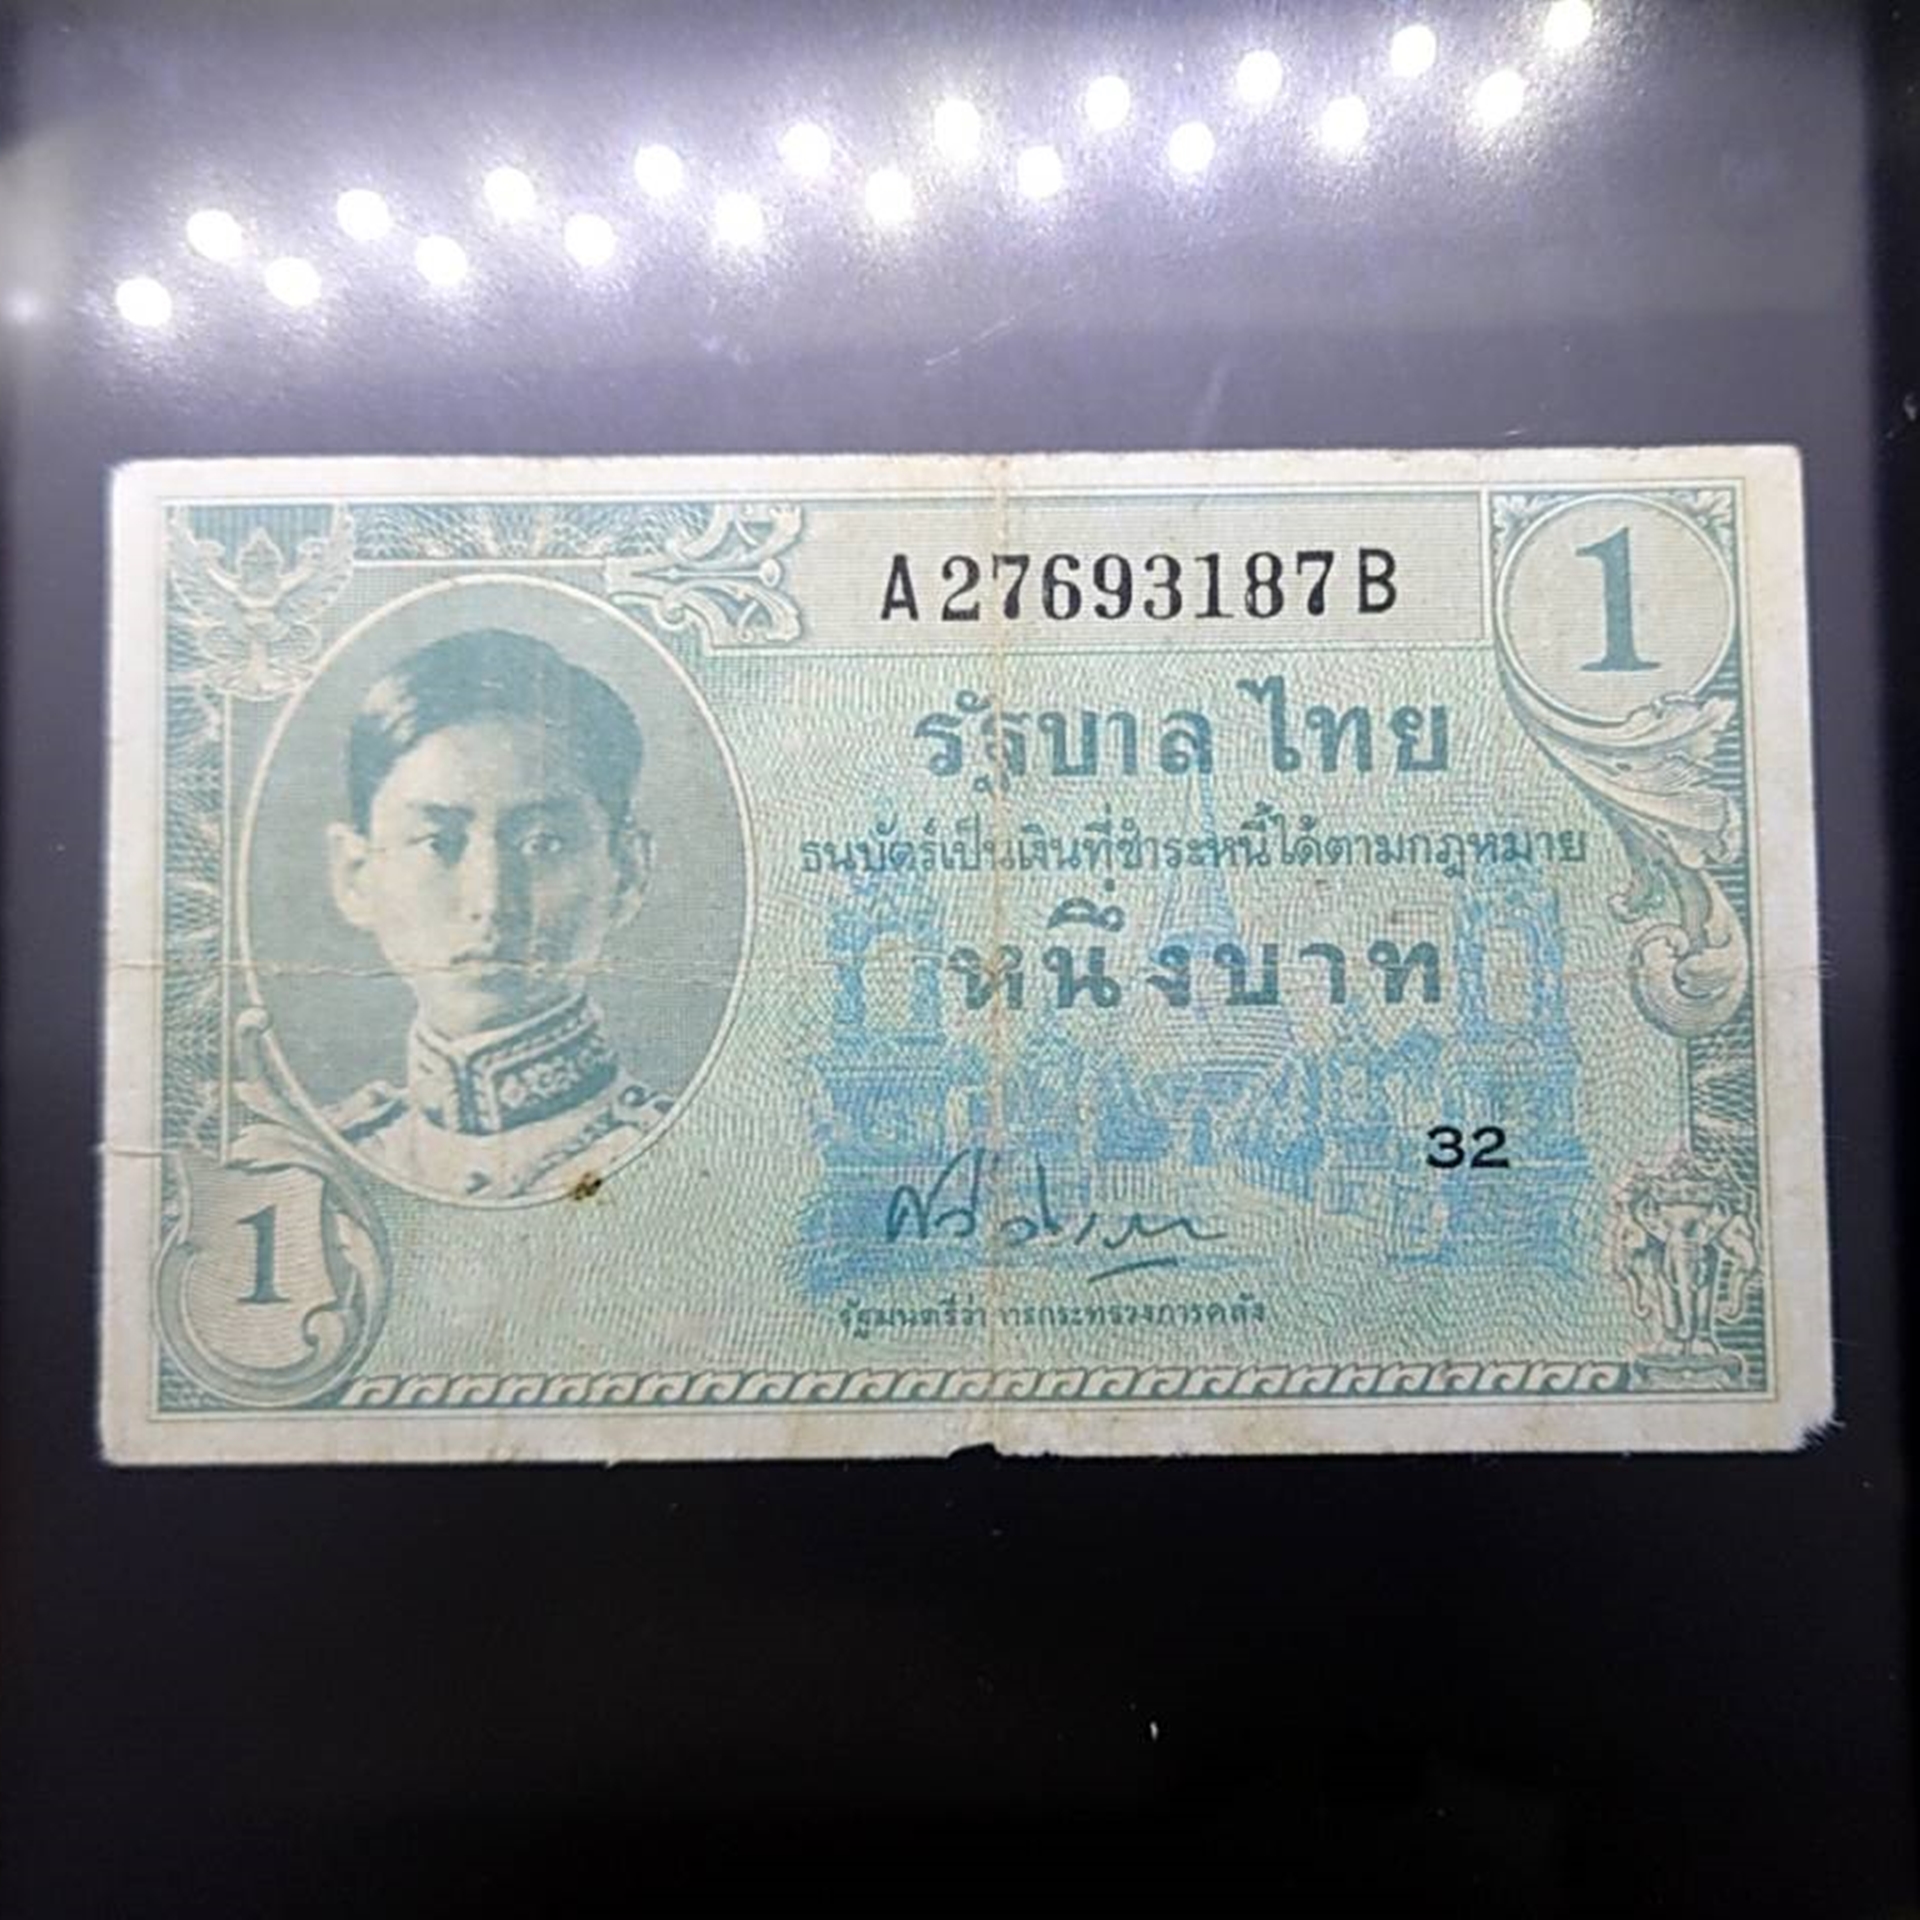 A27693187B
1
รัฐบาลไทย
ธนบัตร์เป็นเงินที่ชำระหนี้ได้ตามกฎหมาย
หนึ่งบาท
32
1
รัฐมนตรีว่าการกระทรวงการคลัง